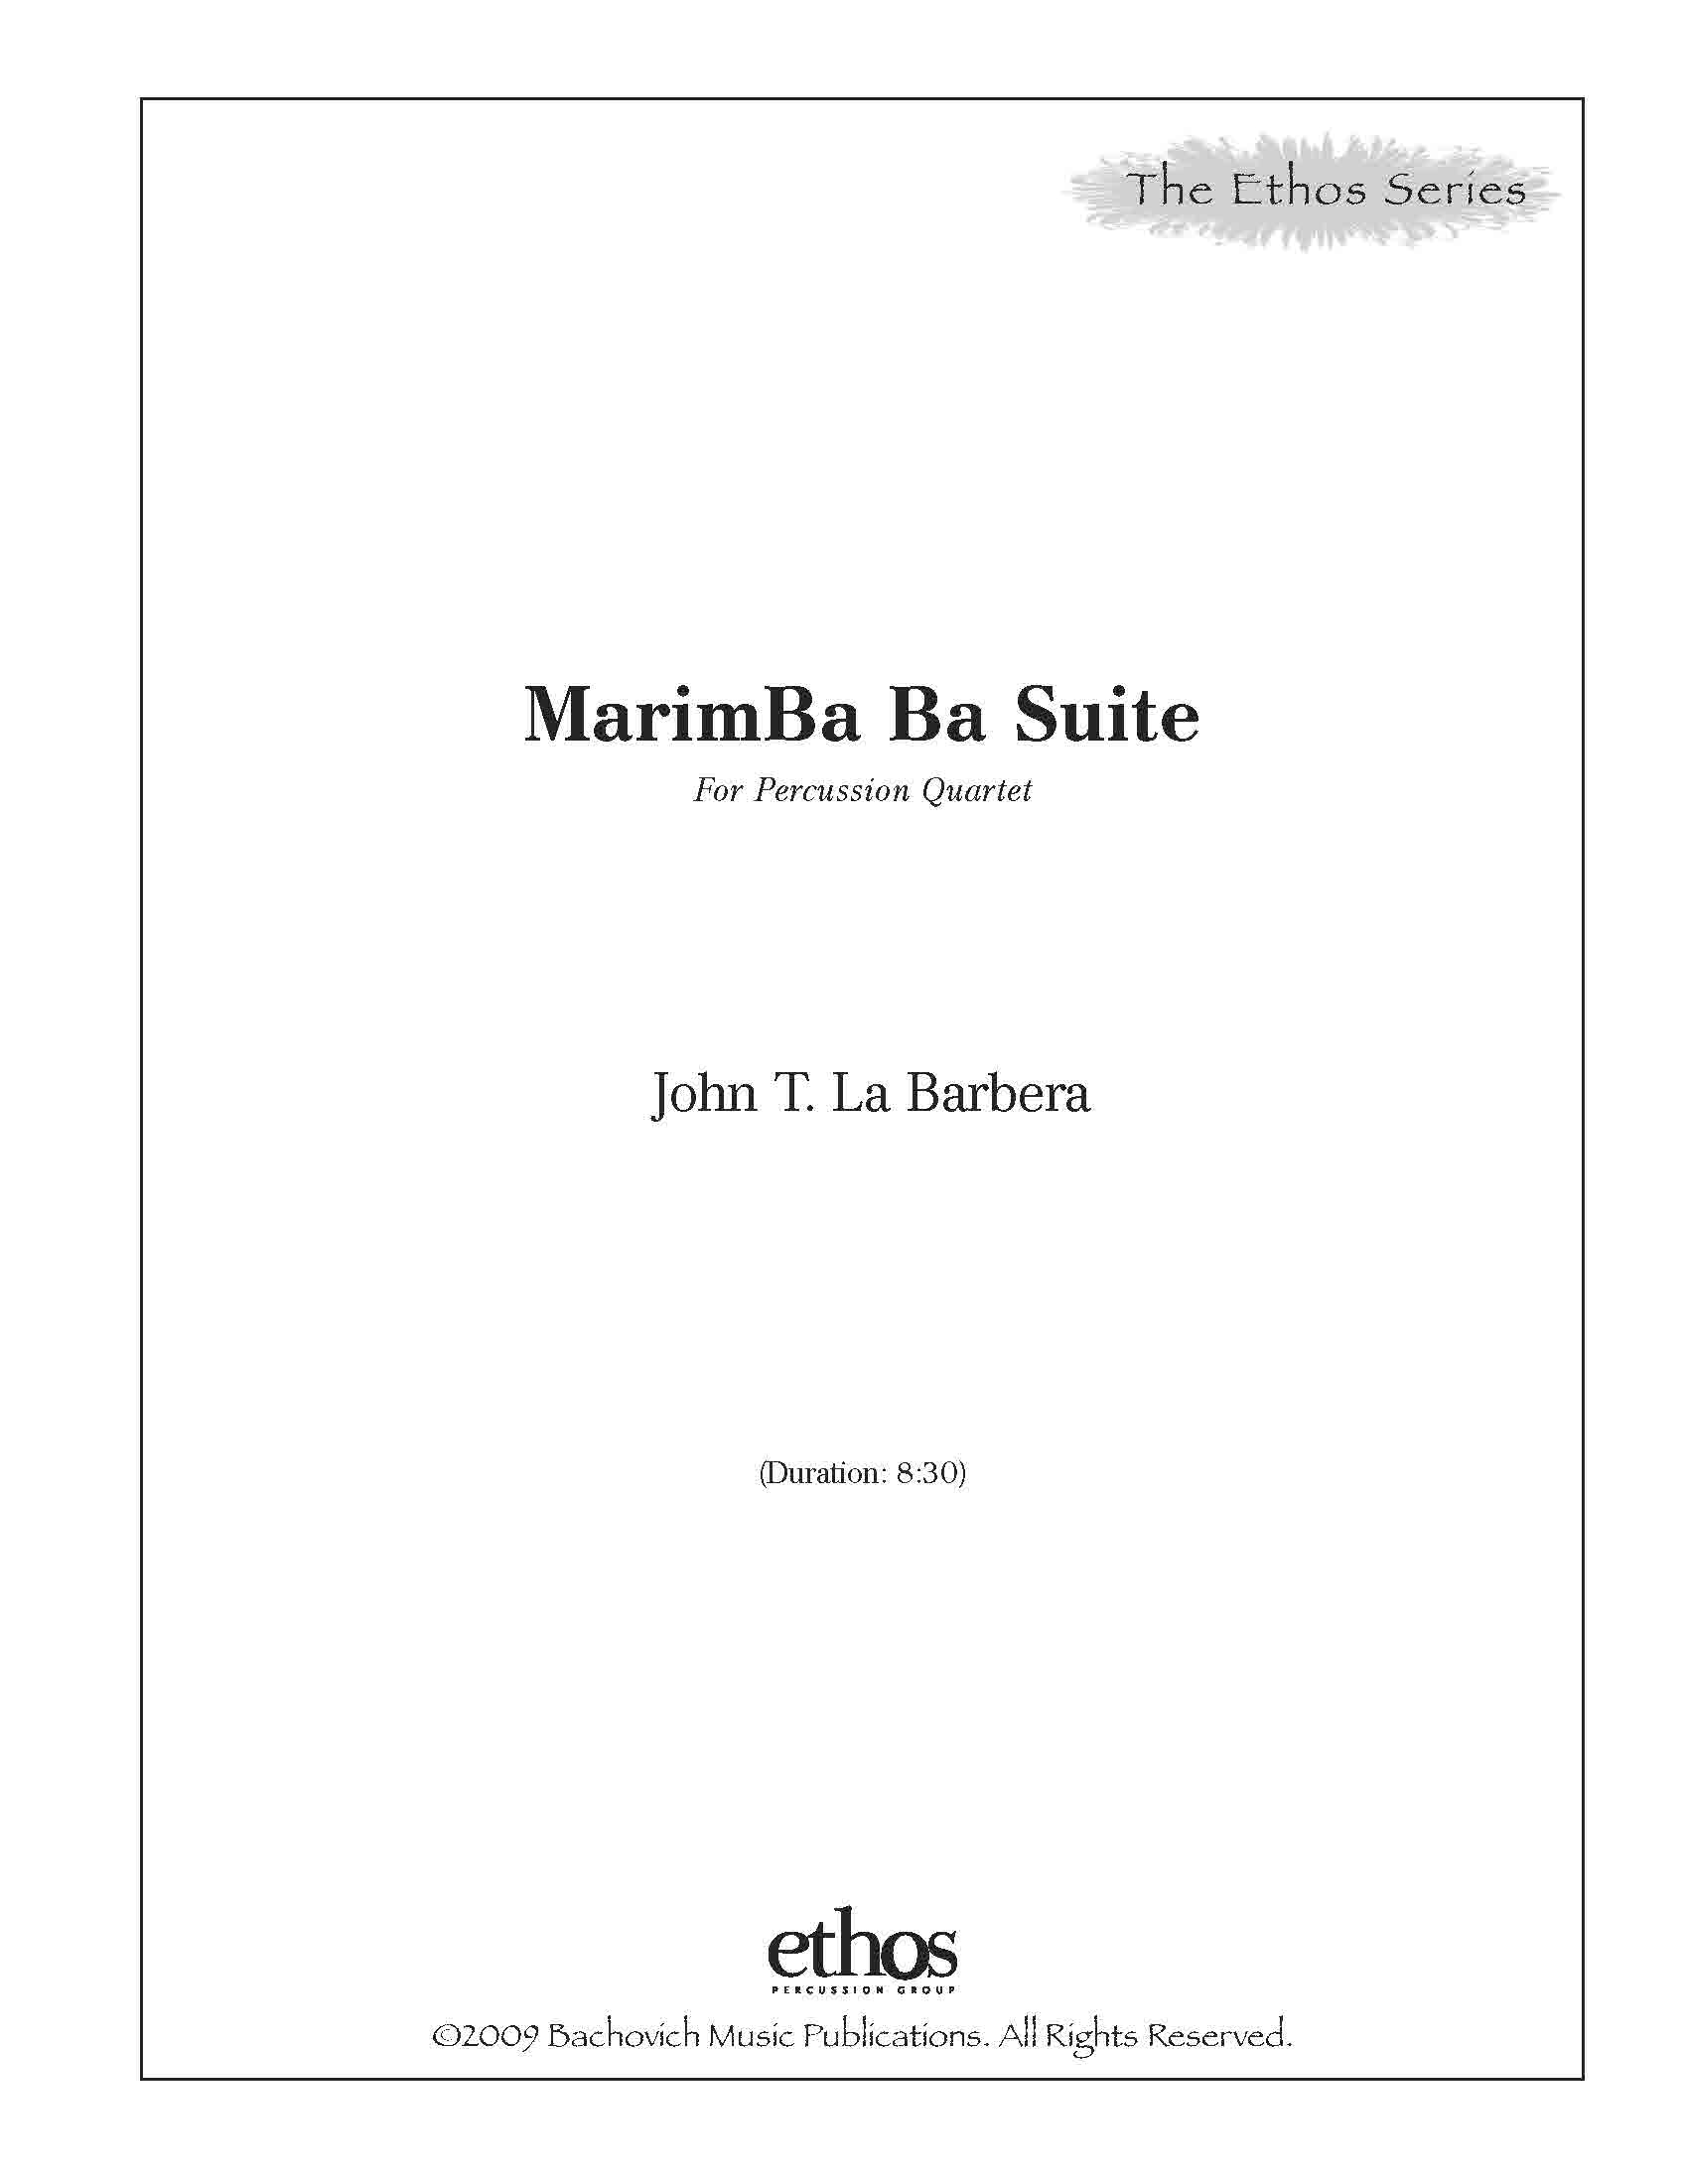 The Ethos Series
MarimBa Ba Suite
For Percussion Quartet
John T. La Barbera
(Duration: 8:30)
ethos
PERCUSSION GROUP
©2009 Bachovich Music Publications. All Rights Reserved.